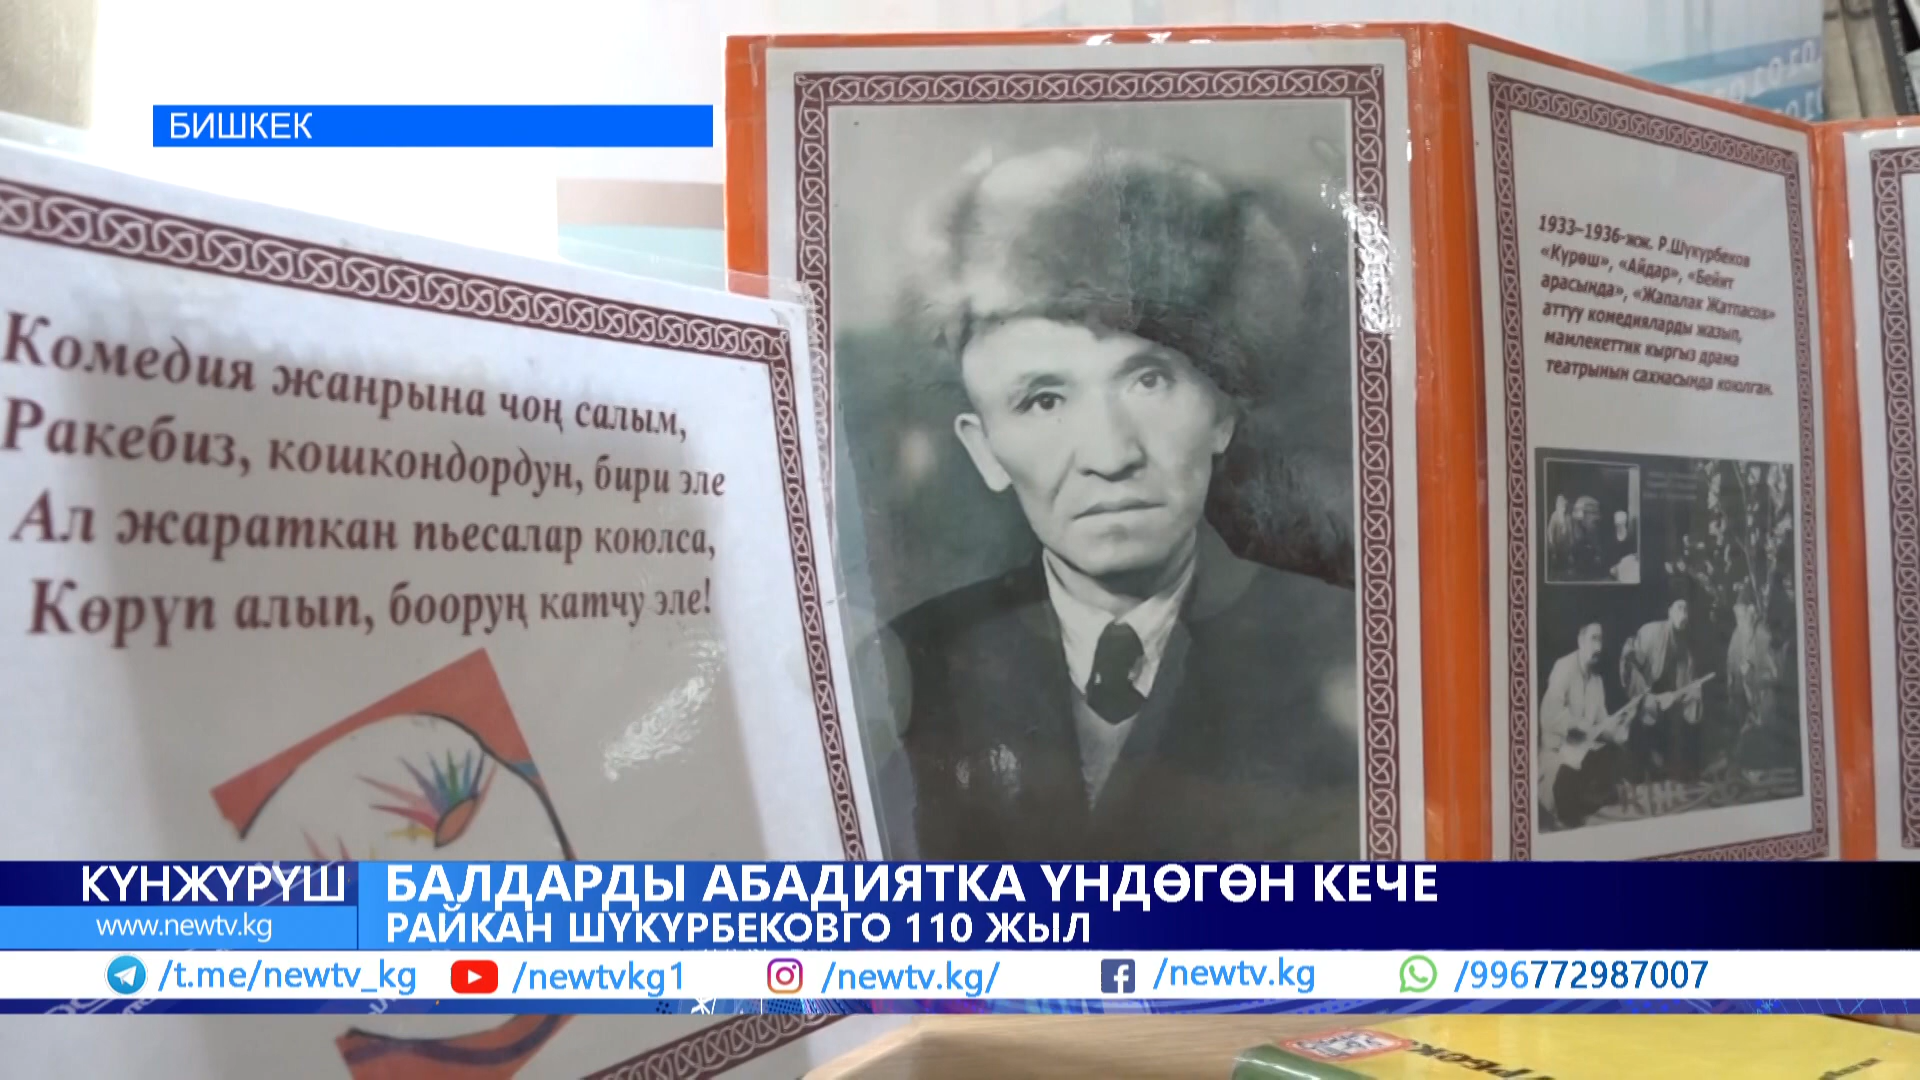 БИШКЕК
Комедия жанрына чоң салым,
Ракебиз, кошкондордун, бири эле
Ал жараткан пьесалар коюлса,
Көрүп алып, бооруң катчу эле!
1933–1936-жж. Р.Шүкүрбеков
«Күрөш», «Айдар», «Бейит
арасында», «Жапалак Жатпасов»
аттуу комедияларды жазып,
мамлекеттик кыргыз драма
театрынын сахнасында коюлган.
КҮНЖҮРҮШ
www.newtv.kg
БАЛДАРДЫ АБАДИЯТКА ҮНДӨГӨН КЕЧЕ
РАЙКАН ШҮКҮРБЕКОВГО 110 ЖЫЛ
/t.me/newtv_kg
/newtvkg1
/newtv.kg/
/newtv.kg
/996772987007